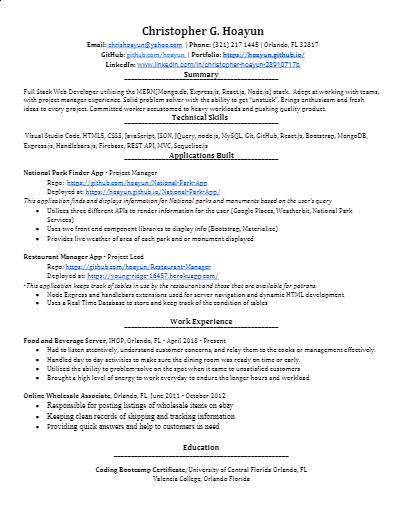 Christopher G. Hoayun
Email: chrishoayun@yahoo.com | Phone: (321) 217 1445 | Orlando, FL 32817
GitHub: github.com/hoayun/ | Portfolio: https://hoayun.github.io/
LinkedIn: www.linkedin.com/in/christopher-hoayun-28910717b
Summary
Full Stack Web Developer utilizing the MERN(Mongo.db, Express.js, React.js, Node.js) stack. Adept at working with teams,
with project manager experience. Solid problem solver with the ability to get "unstuck". Brings enthusiasm and fresh
ideas to every project. Committed worker accustomed to heavy workloads and pushing quality product.
Technical Skills
Visual Studio Code, HTML5, CSS3, JavaScript, JSON, JQuery, node.js, MySQL, Git, GitHub, React.js, Bootstrap, MongoDB,
Express.js, Handlebars.js, Firebase, REST API, MVC, Sequelize.js
Applications Built
National Park Finder App - Project Manager
Repo: https://github.com/hoayun/National-Park-App
Deployed at: https://hoayun.github.io/National-Park-App/
This application finds and displays information for National parks and monuments based on the user's query
• Utilises three different APIs to render information for the user (Google Places, Weatherbit, National Park
Services)
• Uses two front end component libraries to display info (Bootstrap, Materialize)
• Provides live weather of area of each park and or monument displayed
Restaurant Manager App - Project Lead
Repo: https://github.com/hoayun/Restaurant-Manager
Deployed at: https://young-ridge-16457.herokuapp.com/
-This application keeps track of tables in use by the restaurant and those that are available for patrons.
• Node Express and handlebars extensions used for server navigation and dynamic HTML development
• Uses a Real Time Database to store and keep track of the condition of tables
Work Experience
Food and Beverage Server, IHOP, Orlando, FL - April 2018 - Present
• Had to listen attentively, understand customer concerns, and relay them to the cooks or management effectively.
• Handled day to day activities to make sure the dining room was ready on time or early.
• Utilised the ability to problem-solve on the spot when it came to unsatisfied customers
• Brought a high level of energy to work everyday to endure the longer hours and workload
Online Wholesale Associate, Orlando, FL June 2011 - October 2012
• Responsible for posting listings of wholesale items on ebay
• Keeping clean records of shipping and tracking information
• Providing quick answers and help to customers in need
Education
Coding Bootcamp Certificate, University of Central Florida Orlando, FL
Valencia College, Orlando Florida